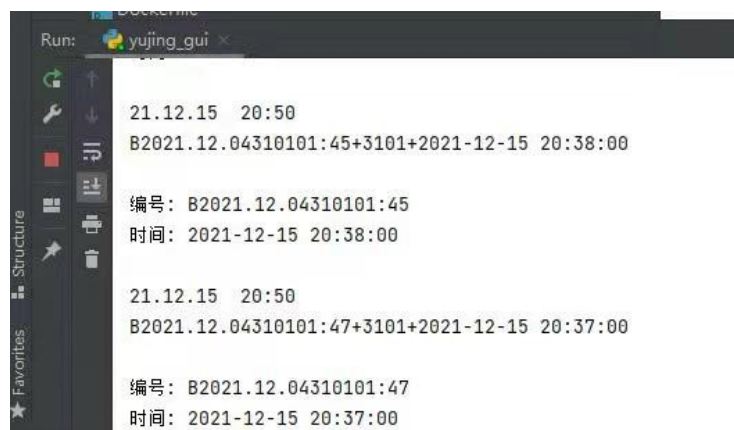 Run: yujing_gui ×
21.12.15  20:50
B2021.12.04310101:45+3101+2021-12-15 20:38:00
编号: B2021.12.04310101:45
时间: 2021-12-15 20:38:00
21.12.15  20:50
B2021.12.04310101:47+3101+2021-12-15 20:37:00
编号: B2021.12.04310101:47
时间: 2021-12-15 20:37:00
Structure
Favorites